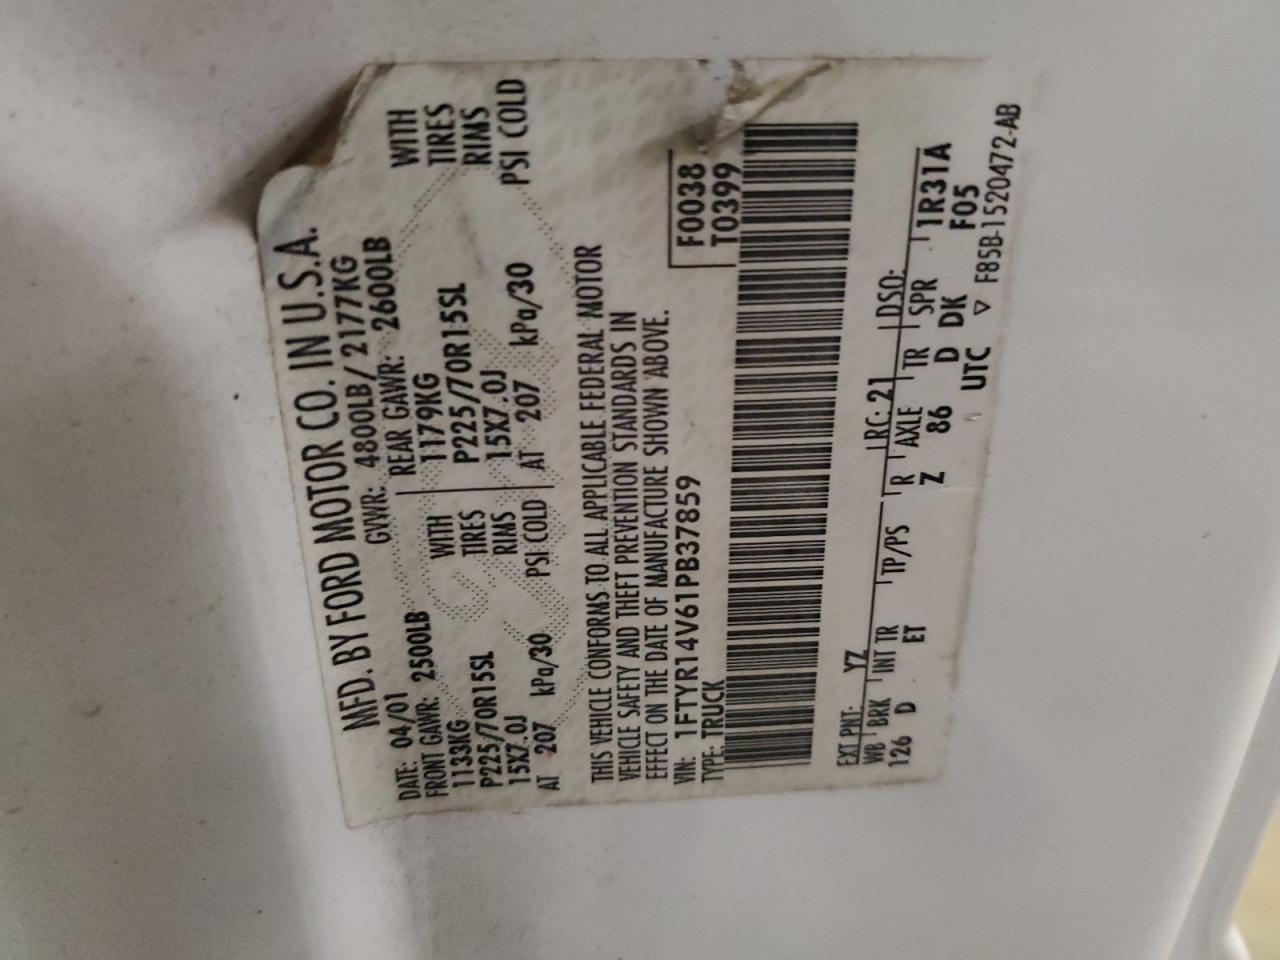 MFD. BY FORD MOTOR CO. IN U.S.A.
DATE: 04/01 GVWR: 4800LB/ 2177KG
FRONT GAWR: 2500LB REAR GAWR: 2600LB
1133KG WITH 1179KG WITH
P225/70R15SL TIRES P225/70R15SL TIRES
15X7.0J RIMS 15X7.0J RIMS
AT 207 kPa/30 PSI COLD AT 207 kPa/30 PSI COLD
THIS VEHICLE CONFORMS TO ALL APPLICABLE FEDERAL MOTOR
VEHICLE SAFETY AND THEFT PREVENTION STANDARDS IN
EFFECT ON THE DATE OF MANUFACTURE SHOWN ABOVE.
VIN: 1FTYR14V61PB37859 F0038
TYPE: TRUCK T0399
EXT PNT: YZ RC: 21 DSO:
WB BRK INT TR TP/PS R AXLE TR SPR 1R31A
126 D ET Z 86 D DK F05
UTC ▽ F85B-1520472-AB